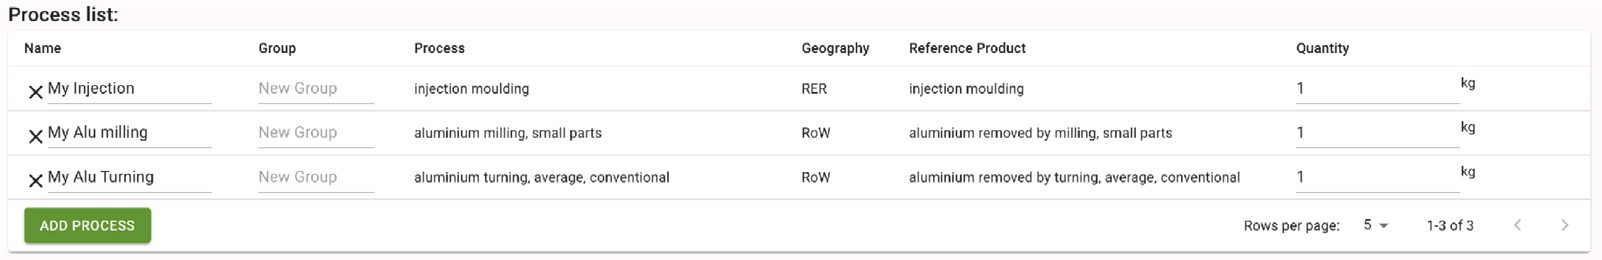 Process list:
Name Group Process Geography Reference Product Quantity
My Injection New Group injection moulding RER injection moulding 1 kg
My Alu milling New Group aluminium milling, small parts RoW aluminium removed by milling, small parts 1 kg
My Alu Turning New Group aluminium turning, average, conventional RoW aluminium removed by turning, average, conventional 1 kg
ADD PROCESS Rows per page: 5 1-3 of 3